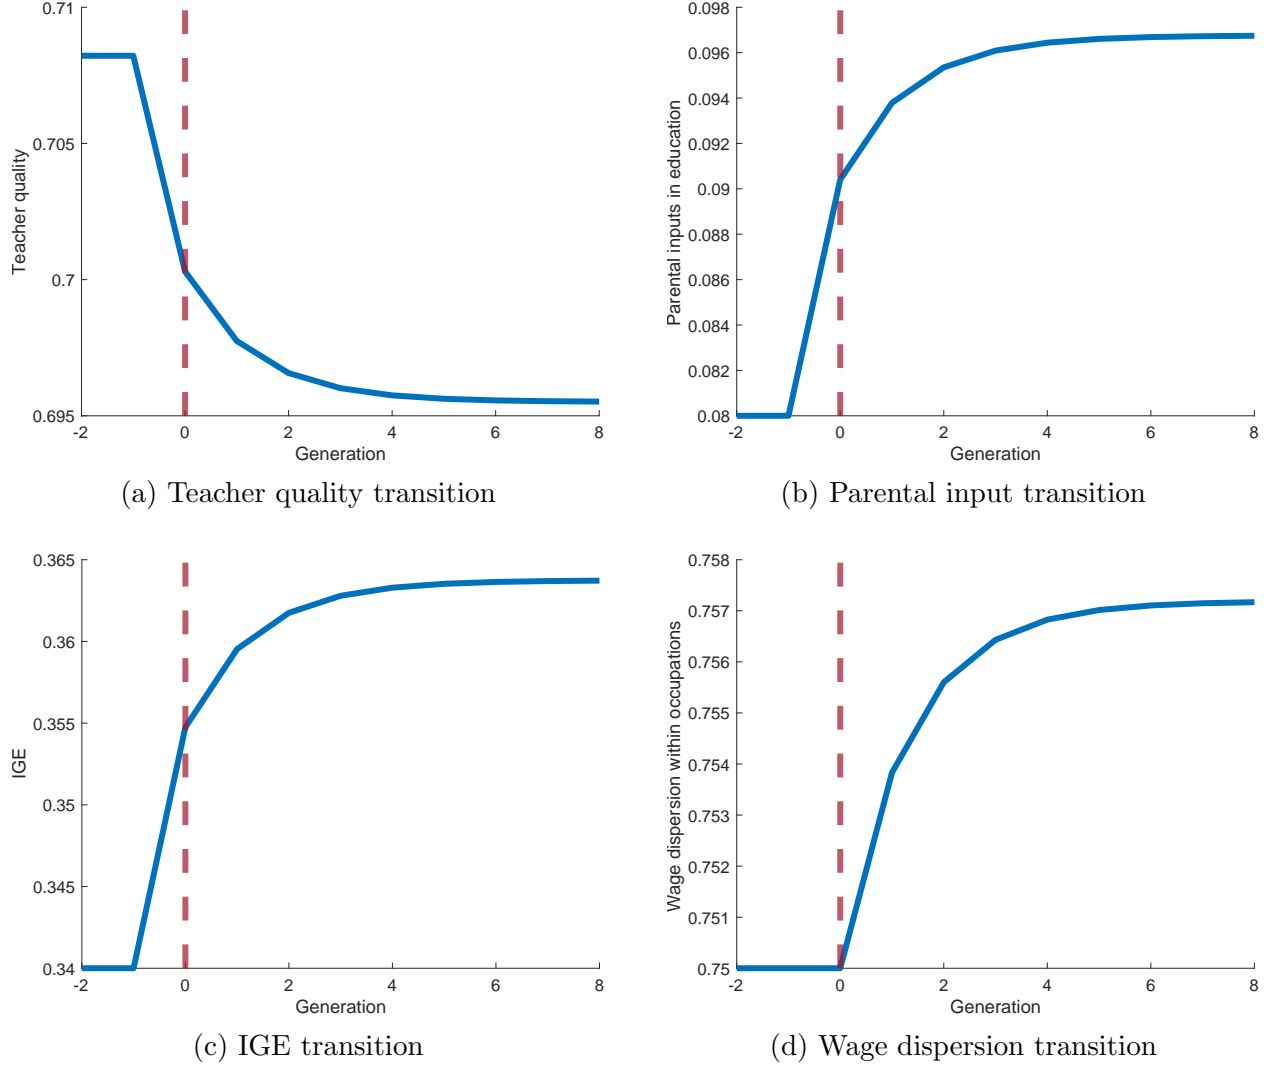 0.71
0.705
0.7
0.695
Teacher quality
-2 0 2 4 6 8
Generation
(a) Teacher quality transition
0.098
0.096
0.094
0.092
0.09
0.088
0.086
0.084
0.082
0.08
Parental inputs in education
-2 0 2 4 6 8
Generation
(b) Parental input transition
0.365
0.36
0.355
0.35
0.345
0.34
IGE
-2 0 2 4 6 8
Generation
(c) IGE transition
0.758
0.757
0.756
0.755
0.754
0.753
0.752
0.751
0.75
Wage dispersion within occupations
-2 0 2 4 6 8
Generation
(d) Wage dispersion transition